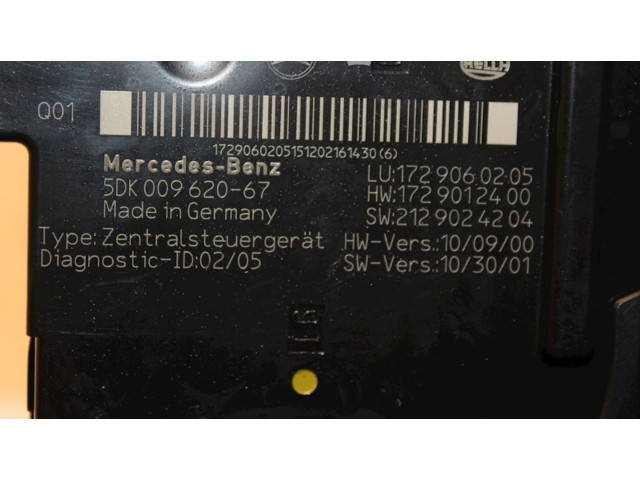 HELLA
Q01
1729060205151202161430(6)
Mercedes-Benz LU:172 906 02 05
5DK 009 620-67 HW:172 901 24 00
Made in Germany SW:212 902 42 04
Type: Zentralsteuergerät HW-Vers.:10/09/00
Diagnostic-ID:02/05 SW-Vers.:10/30/01